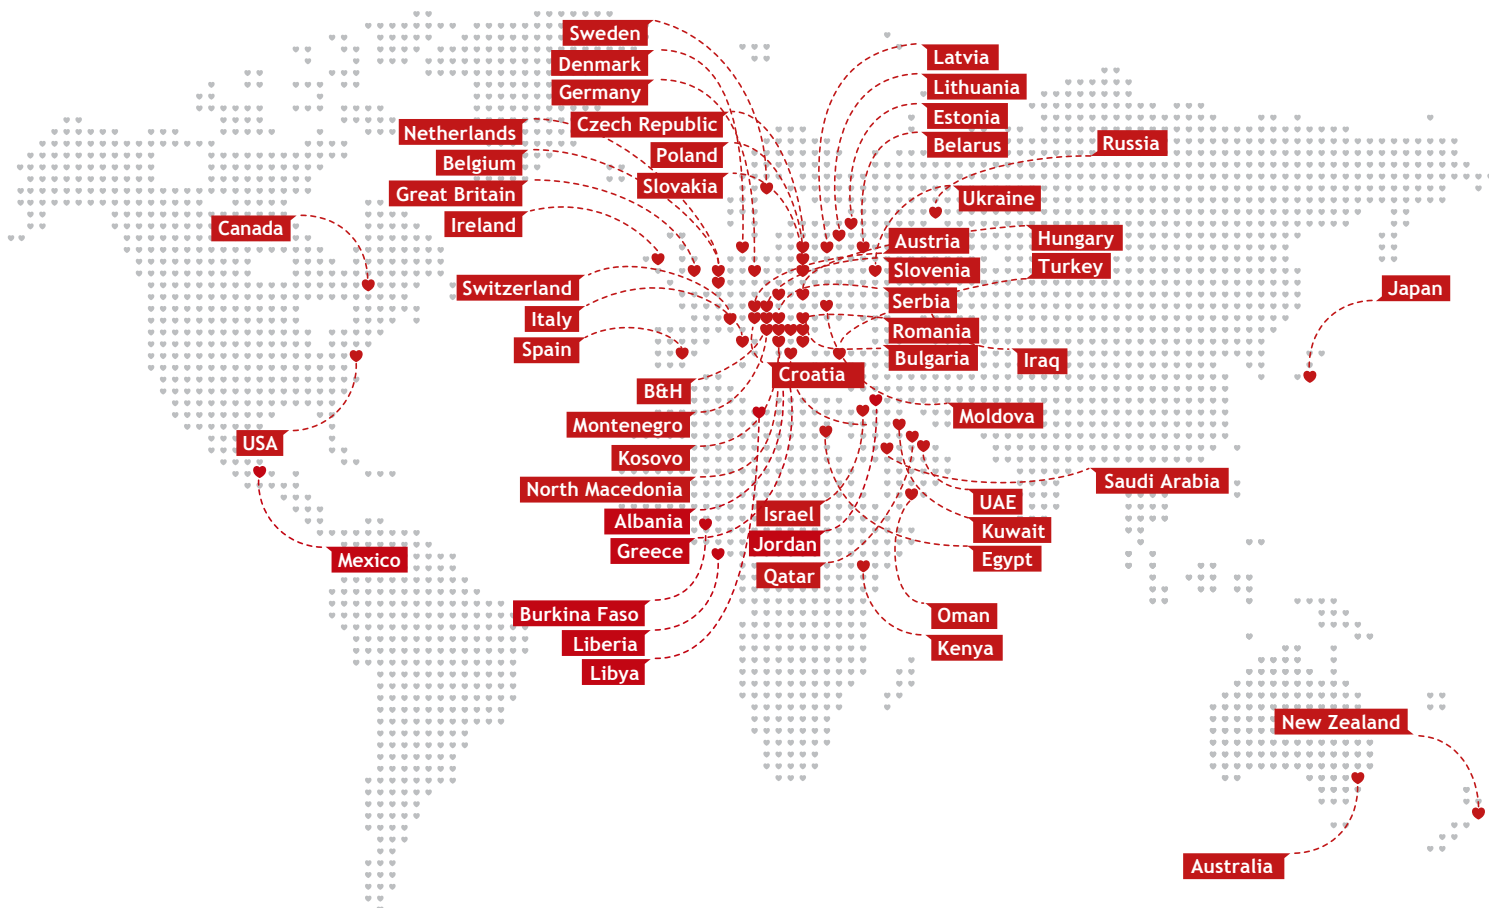 Sweden
Denmark
Germany
Czech Republic
Poland
Slovakia
Netherlands
Belgium
Great Britain
Ireland
Canada
Switzerland
Italy
Spain
Latvia
Lithuania
Estonia
Belarus
Russia
Ukraine
Austria
Hungary
Slovenia
Turkey
Serbia
Romania
Bulgaria
Iraq
Japan
Croatia
B&H
Moldova
Montenegro
Kosovo
North Macedonia
Albania
Greece
USA
Mexico
Israel
Jordan
Qatar
Saudi Arabia
UAE
Kuwait
Egypt
Burkina Faso
Liberia
Libya
Oman
Kenya
New Zealand
Australia